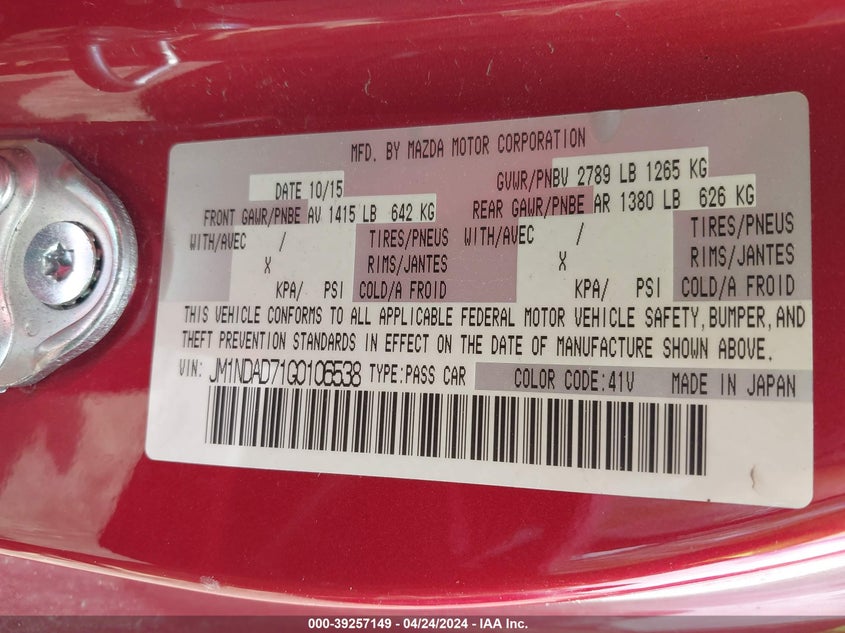 MFD. BY MAZDA MOTOR CORPORATION
DATE 10/15 GVWR/PNBV 2789 LB 1265 KG
FRONT GAWR/PNBE AV 1415 LB 642 KG REAR GAWR/PNBE AR 1380 LB 626 KG
WITH/AVEC / TIRES/PNEUS WITH/AVEC / TIRES/PNEUS
X RIMS/JANTES X RIMS/JANTES
KPA/ PSI COLD/A FROID KPA/ PSI COLD/A FROID
THIS VEHICLE CONFORMS TO ALL APPLICABLE FEDERAL MOTOR VEHICLE SAFETY, BUMPER, AND
THEFT PREVENTION STANDARDS IN EFFECT ON THE DATE OF MANUFACTURE SHOWN ABOVE.
VIN: JM1NDAD71G0106538 TYPE:PASS CAR COLOR CODE:41V MADE IN JAPAN
000-39257149 - 04/24/2024 - IAA Inc.